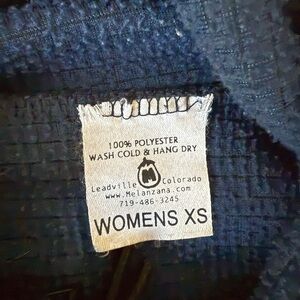 100% POLYESTER
WASH COLD & HANG DRY
Leadville M Colorado
www.Melanzana.com
719-486-3245
WOMENS XS